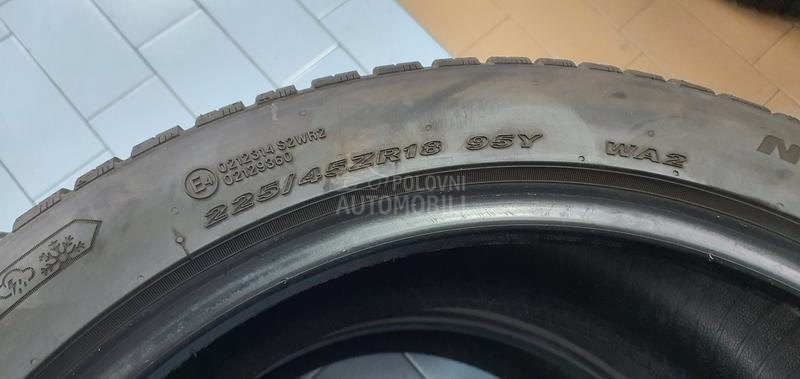 E4
0212314 S2WR2
02129360
225/45ZR18 95Y WA2
N
POLOVNI
AUTOMOBILI